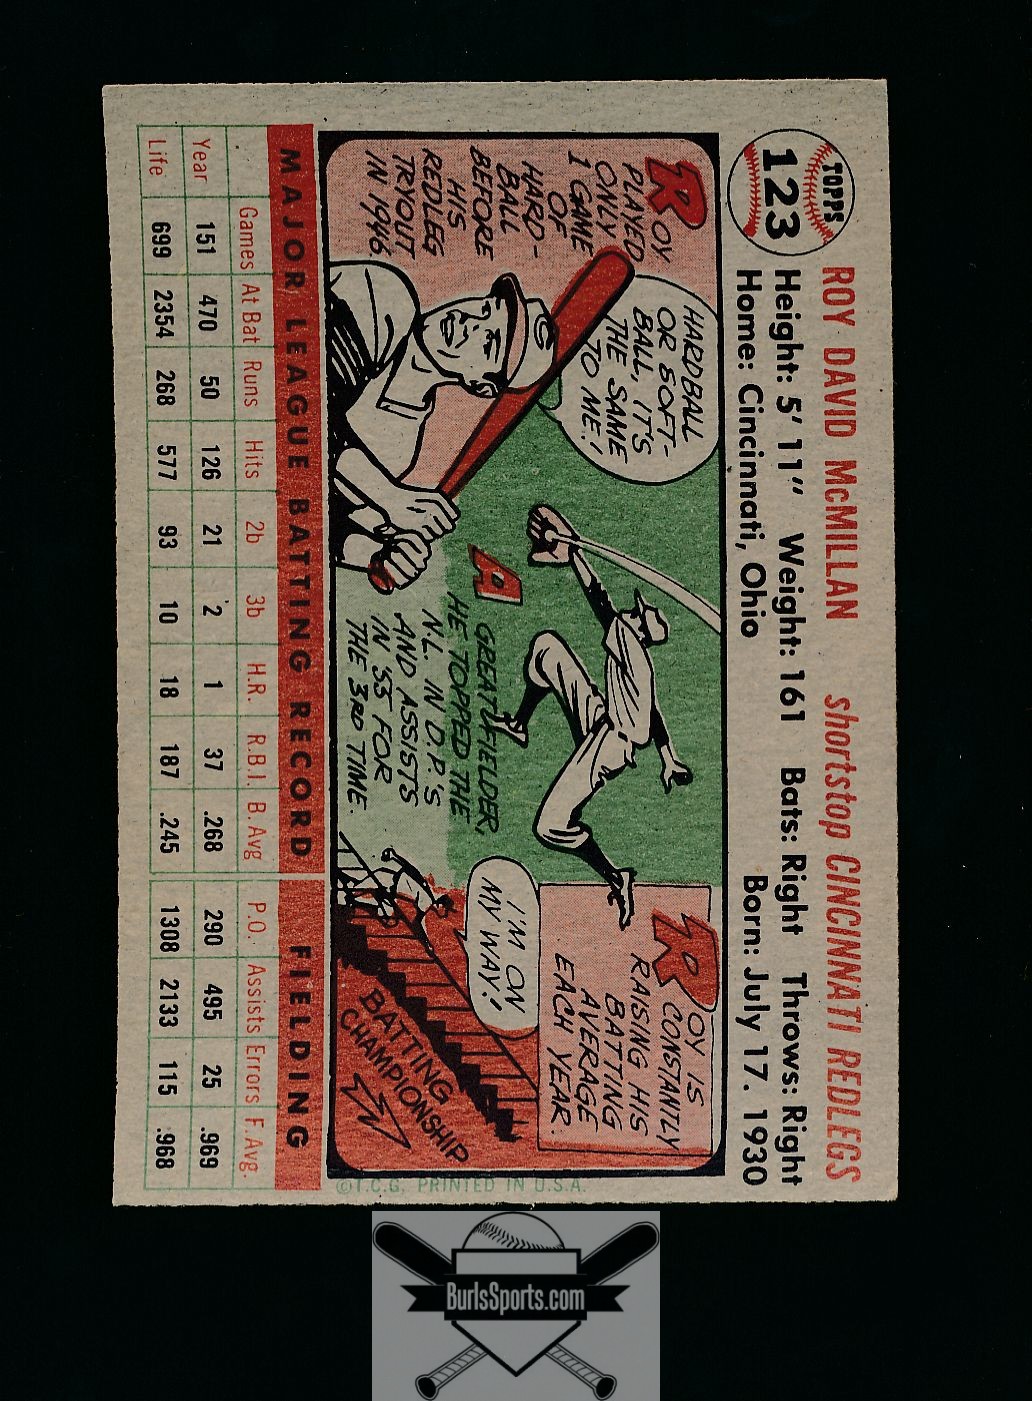 TOPPS
123
ROY DAVID McMILLAN shortstop CINCINNATI REDLEGS
Height: 5' 11" Weight: 161 Bats: Right Throws: Right
Home: Cincinnati, Ohio Born: July 17. 1930
ROY
PLAYED
ONLY
1 GAME
OF
HARD-
BALL
BEFORE
HIS
REDLEG
TRYOUT
IN 1946.
HARDBALL
OR SOFT-
BALL, IT'S
THE SAME
TO ME!
A
GREAT FIELDER,
HE TOPPED THE
N.L. IN D.P.'S
AND ASSISTS
IN '55 FOR
THE 3RD TIME.
ROY IS
CONSTANTLY
RAISING HIS
BATTING
AVERAGE
EACH YEAR.
I'M ON
MY WAY!
BATTING
CHAMPIONSHIP
MAJOR LEAGUE BATTING RECORD FIELDING
Games At Bat Runs Hits 2b 3b H.R. R.B.I. B. Avg P.O. Assists Errors F. Avg.
Year 151 470 50 126 21 2 1 37 .268 290 495 25 .969
Life 699 2354 268 577 93 10 18 187 .245 1308 2133 115 .968
©T.C.G. PRINTED IN U.S.A.
BurlsSports.com